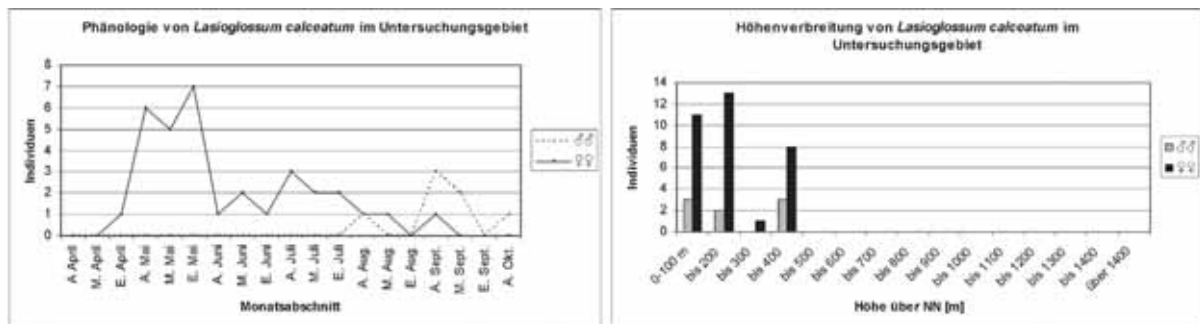 Phänologie von Lasioglossum calceatum im Untersuchungsgebiet
8
7
6
5
4
3
2
1
0
Individuen
A. April
M. April
E. April
A. Mai
M. Mai
E. Mai
A. Juni
M. Juni
E. Juni
A. Juli
M. Juli
E. Juli
A. Aug.
M. Aug.
E. Aug.
A. Sept.
M. Sept.
E. Sept.
A. Okt.
Monatsabschnitt
♂♂
♀♀
Höhenverbreitung von Lasioglossum calceatum im
Untersuchungsgebiet
14
12
10
8
6
4
2
0
Individuen
0-100 m
bis 200
bis 300
bis 400
bis 500
bis 600
bis 700
bis 800
bis 900
bis 1000
bis 1100
bis 1200
bis 1300
bis 1400
über 1400
Höhe über NN [m]
♂♂
♀♀